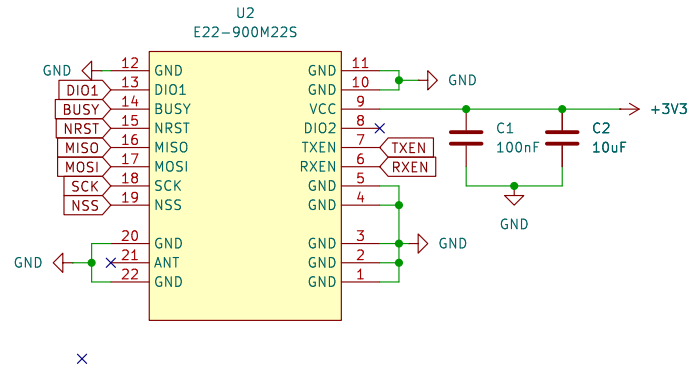 U2
E22-900M22S
GND 12 GND GND 11
DIO1 13 DIO1 GND 10 GND
BUSY 14 BUSY VCC 9 +3V3
NRST 15 NRST DIO2 8 C1 C2
MISO 16 MISO TXEN 7 TXEN 100nF 10uF
MOSI 17 MOSI RXEN 6 RXEN
SCK 18 SCK GND 5
NSS 19 NSS GND 4
GND
20 GND GND 3 GND
GND 21 ANT GND 2
22 GND GND 1